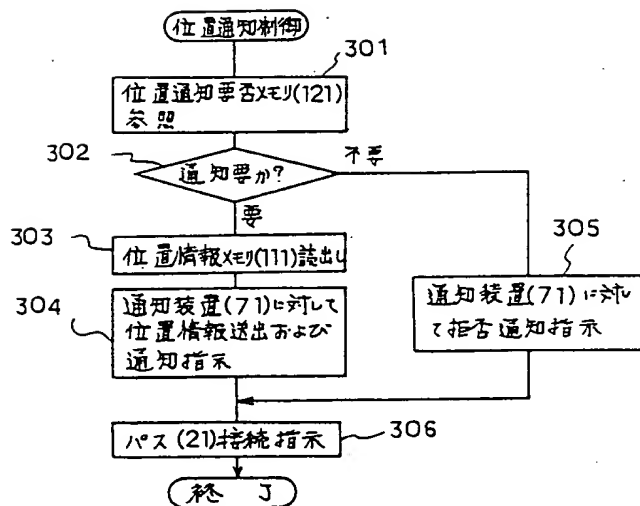 位置通知制御
301
位置通知要否メモリ(121)
参照
302
通知要か?
不要
要
303
位置情報メモリ(111)読出し
304
通知装置(71)に対して
位置情報送出および
通知指示
305
通知装置(71)に対し
て拒否通知指示
パス(21)接続指示
306
終了